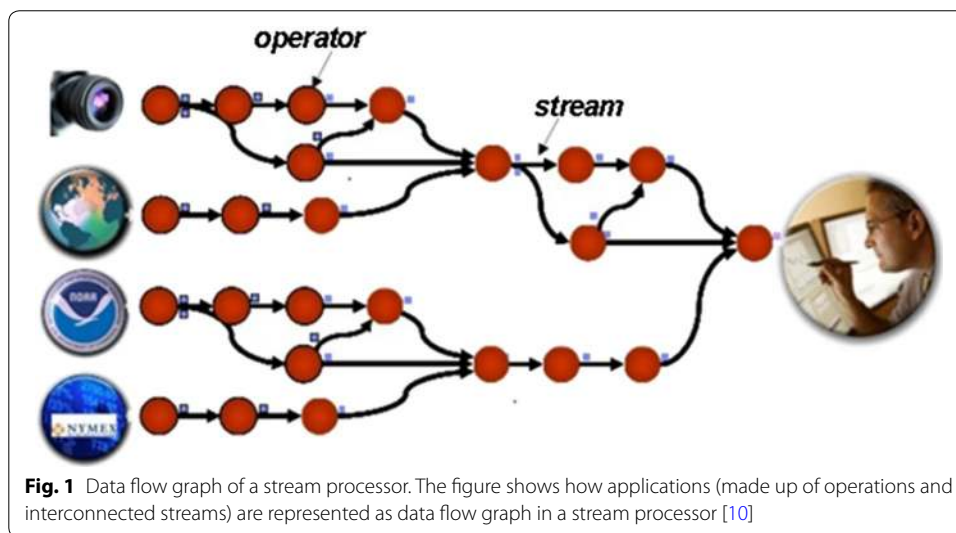 operator
stream
NOAA
NYMEX
Fig. 1 Data flow graph of a stream processor. The figure shows how applications (made up of operations and
interconnected streams) are represented as data flow graph in a stream processor [10]